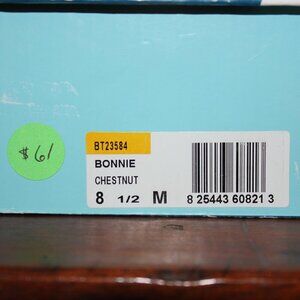 $61
BT23584
BONNIE
CHESTNUT
8 1/2 M
8 25443 60821 3